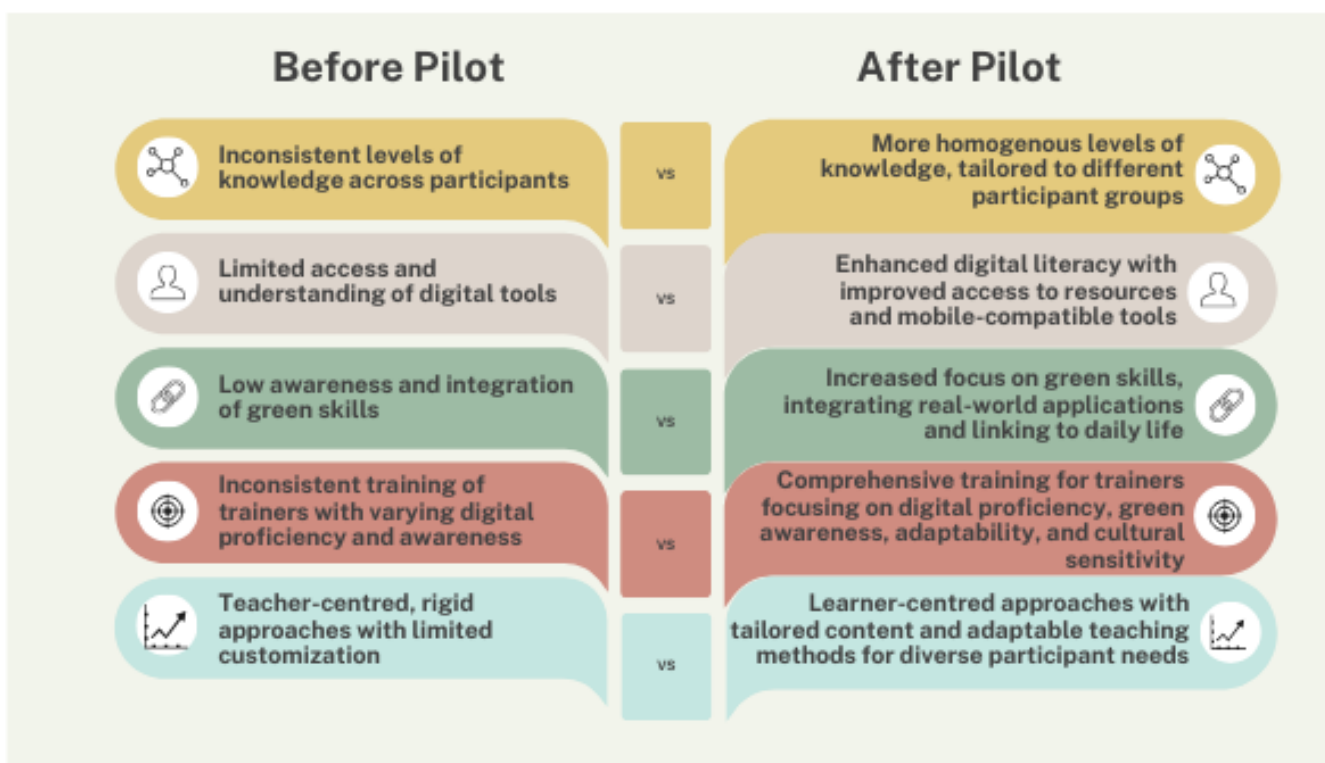 Before Pilot
After Pilot
Inconsistent levels of
knowledge across participants
vs
More homogenous levels of
knowledge, tailored to different
participant groups
Limited access and
understanding of digital tools
vs
Enhanced digital literacy with
improved access to resources
and mobile-compatible tools
Low awareness and integration
of green skills
vs
Increased focus on green skills,
integrating real-world applications
and linking to daily life
Inconsistent training of
trainers with varying digital
proficiency and awareness
vs
Comprehensive training for trainers
focusing on digital proficiency, green
awareness, adaptability, and cultural
sensitivity
Teacher-centred, rigid
approaches with limited
customization
vs
Learner-centred approaches with
tailored content and adaptable teaching
methods for diverse participant needs